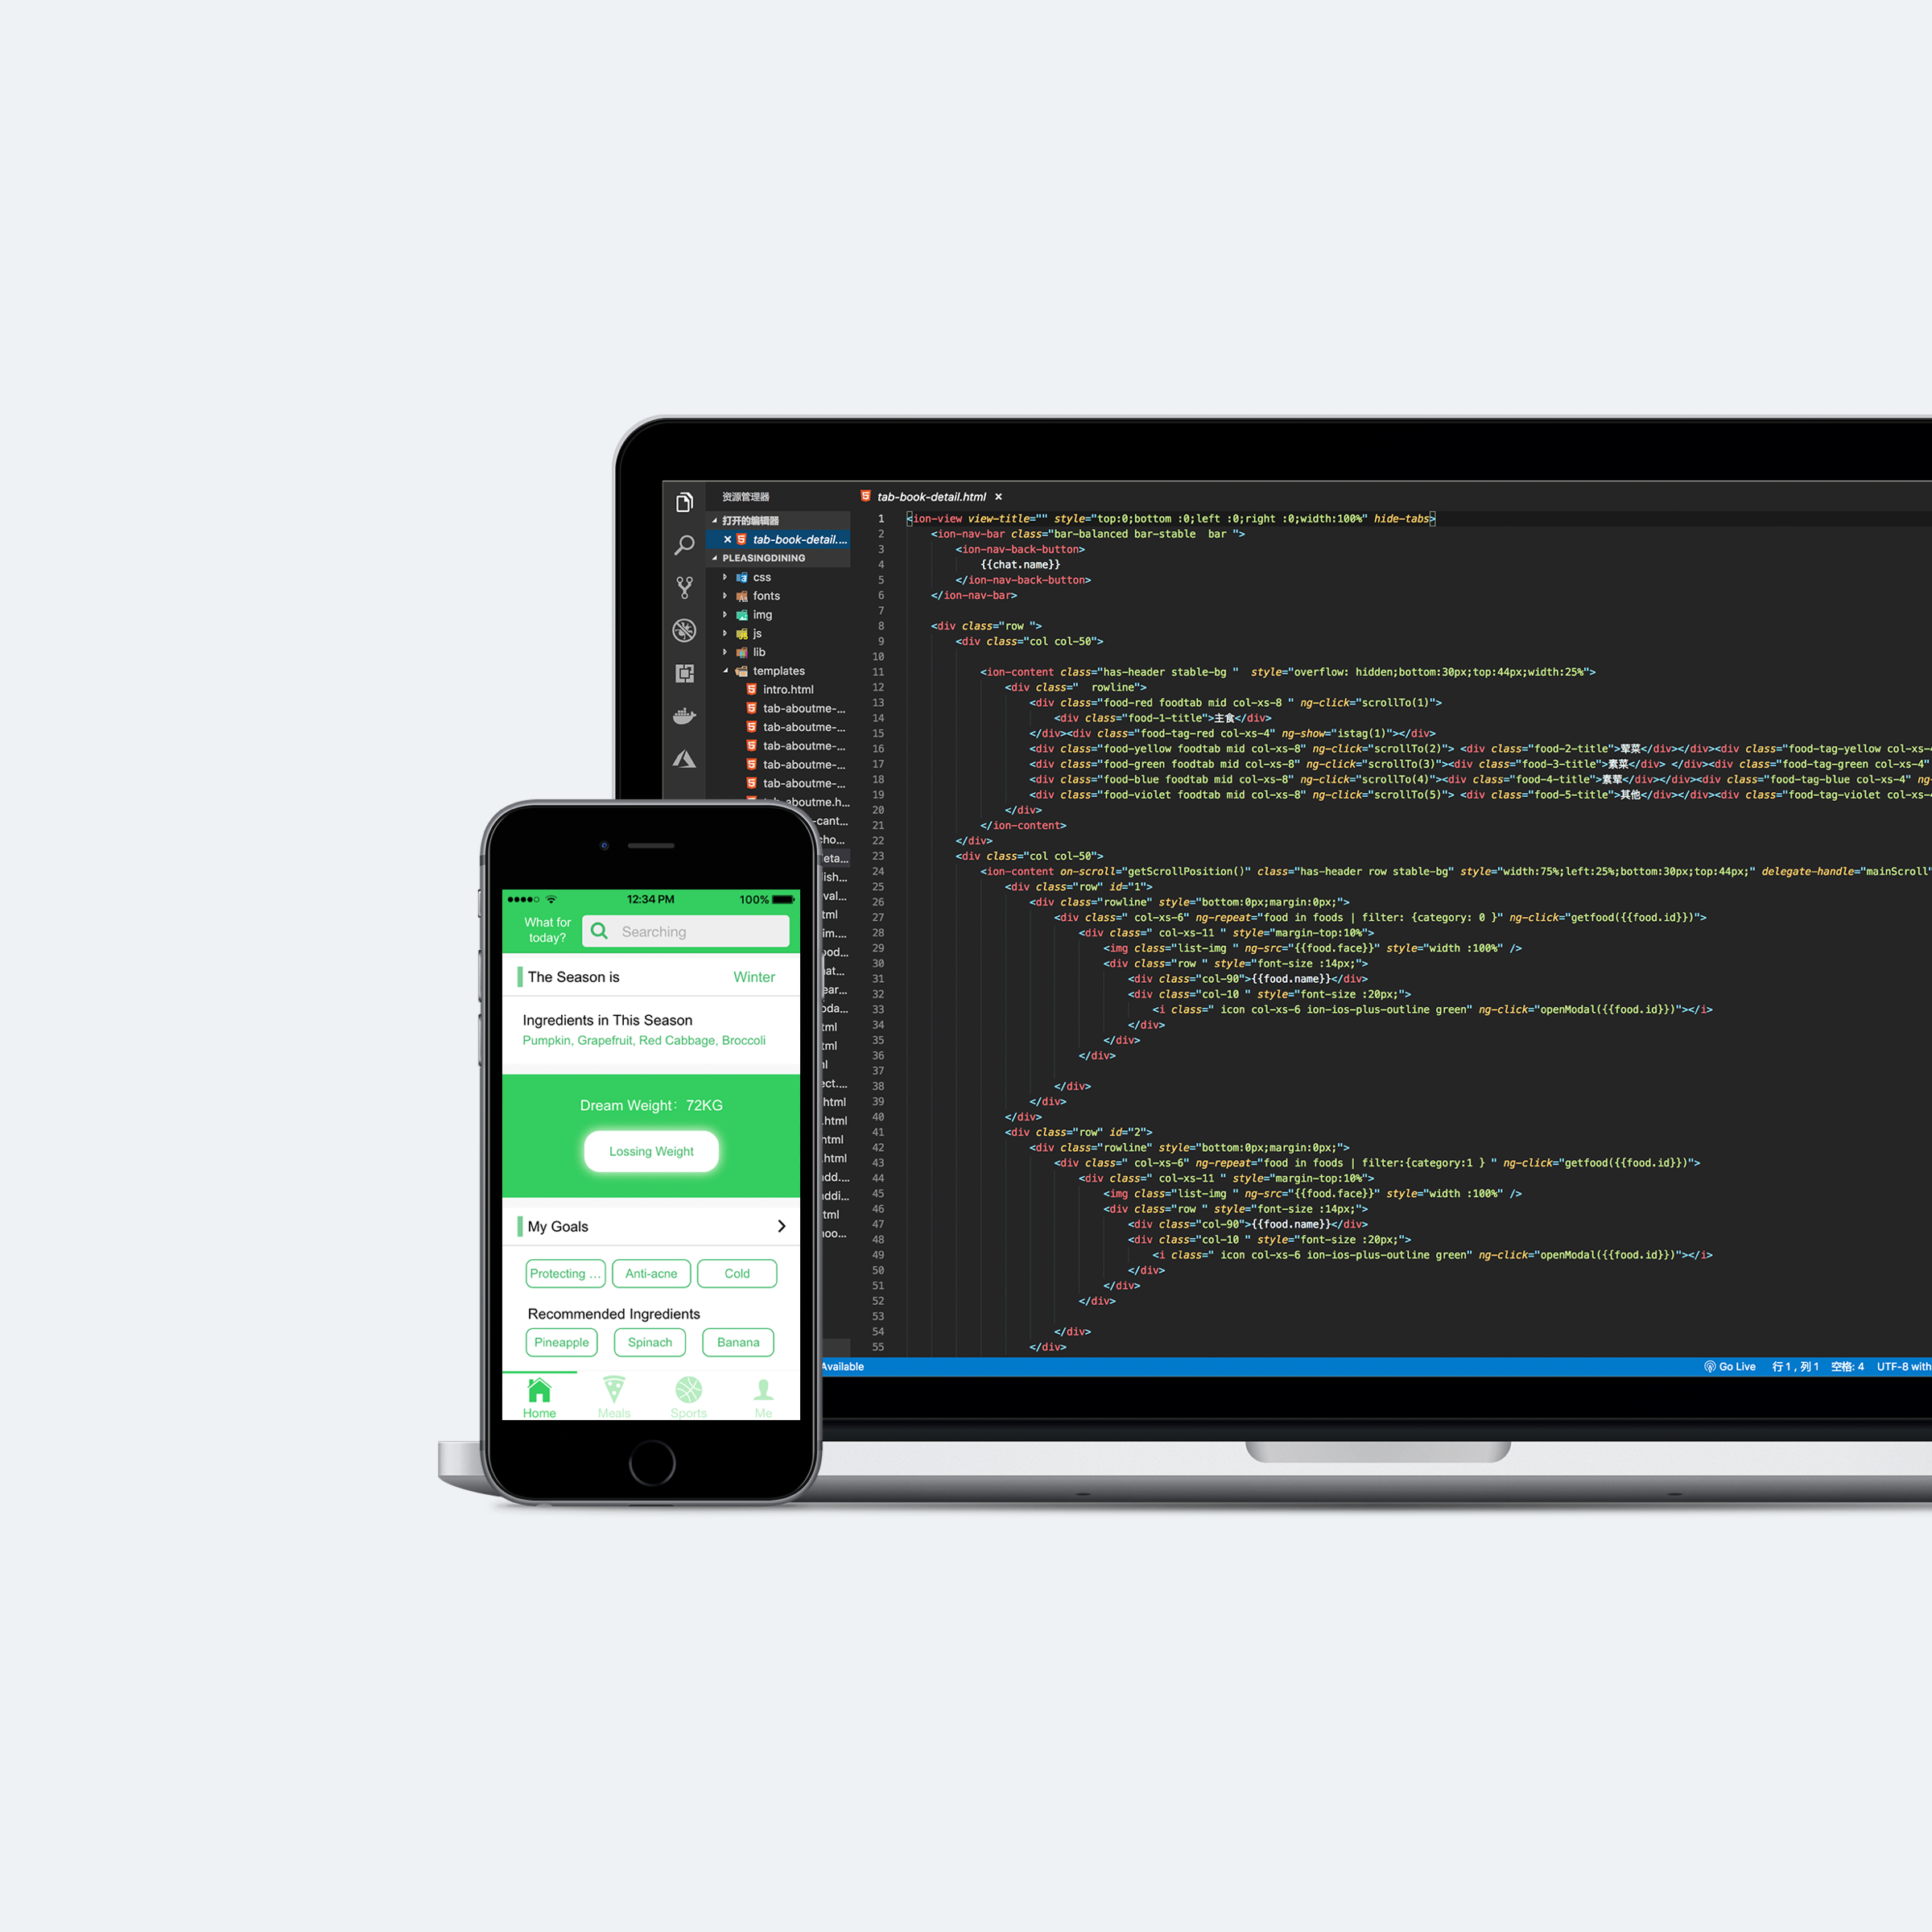 资源管理器
打开的编辑器
tab-book-detail....
PLEASINGDINING
css
fonts
img
js
lib
templates
intro.html
tab-aboutme-...
tab-aboutme-...
tab-aboutme-...
tab-aboutme-...
tab-aboutme-...
tab-book-detail.html
1 <ion-view view-title="" style="top:0;bottom :0;left :0;right :0;width:100%" hide-tabs>
2 <ion-nav-bar class="bar-balanced bar-stable  bar ">
3 <ion-nav-back-button>
4 {{chat.name}}
5 </ion-nav-back-button>
6 </ion-nav-bar>
7
8 <div class="row ">
9 <div class="col col-50">
10
11 <ion-content class="has-header stable-bg "  style="overflow: hidden;bottom:30px;top:44px;width:25%">
12 <div class="  rowline">
13 <div class="food-red foodtab mid col-xs-8 " ng-click="scrollTo(1)">
14 <div class="food-1-title">主食</div>
15 </div><div class="food-tag-red col-xs-4" ng-show="istag(1)"></div>
16 <div class="food-yellow foodtab mid col-xs-8" ng-click="scrollTo(2)"> <div class="food-2-title">荤菜</div></div><div class="food-tag-yellow col-xs-
17 <div class="food-green foodtab mid col-xs-8" ng-click="scrollTo(3)"><div class="food-3-title">素菜</div> </div><div class="food-tag-green col-xs-4"
18 <div class="food-blue foodtab mid col-xs-8" ng-click="scrollTo(4)"><div class="food-4-title">素荤</div></div><div class="food-tag-blue col-xs-4" ng-
19 <div class="food-violet foodtab mid col-xs-8" ng-click="scrollTo(5)"> <div class="food-5-title">其他</div></div><div class="food-tag-violet col-xs-
20 </div>
21 </ion-content>
22 </div>
23 <div class="col col-50">
24 <ion-content on-scroll="getScrollPosition()" class="has-header row stable-bg" style="width:75%;left:25%;bottom:30px;top:44px;" delegate-handle="mainScroll"
25 <div class="row" id="1">
26 <div class="rowline" style="bottom:0px;margin:0px;">
27 <div class=" col-xs-6" ng-repeat="food in foods | filter: {category: 0 }" ng-click="getfood({{food.id}})">
28 <div class=" col-xs-11 " style="margin-top:10%">
29 <img class="list-img " ng-src="{{food.face}}" style="width :100%" />
30 <div class="row " style="font-size :14px;">
31 <div class="col-90">{{food.name}}</div>
32 <div class="col-10 " style="font-size :20px;">
33 <i class=" icon col-xs-6 ion-ios-plus-outline green" ng-click="openModal({{food.id}})"></i>
34 </div>
35 </div>
36 </div>
37
38 </div>
39 </div>
40 </div>
41 <div class="row" id="2">
42 <div class="rowline" style="bottom:0px;margin:0px;">
43 <div class=" col-xs-6" ng-repeat="food in foods | filter:{category:1 } " ng-click="getfood({{food.id}})">
44 <div class=" col-xs-11 " style="margin-top:10%">
45 <img class="list-img " ng-src="{{food.face}}" style="width :100%" />
46 <div class="row " style="font-size :14px;">
47 <div class="col-90">{{food.name}}</div>
48 <div class="col-10 " style="font-size :20px;">
49 <i class=" icon col-xs-6 ion-ios-plus-outline green" ng-click="openModal({{food.id}})"></i>
50 </div>
51 </div>
52 </div>
53
54 </div>
55 </div>
Available
Go Live 行 1，列 1 空格: 4 UTF-8 with
12:34 PM 100%
What for
today?
Searching
The Season is Winter
Ingredients in This Season
Pumpkin, Grapefruit, Red Cabbage, Broccoli
Dream Weight: 72KG
Lossing Weight
My Goals
Protecting ... Anti-acne Cold
Recommended Ingredients
Pineapple Spinach Banana
Home Meals Sports Me